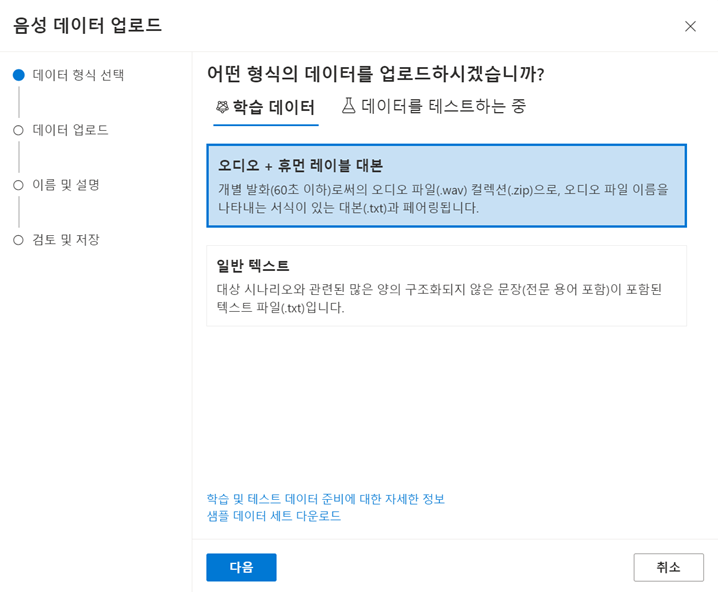 음성 데이터 업로드
데이터 형식 선택
데이터 업로드
이름 및 설명
검토 및 저장
어떤 형식의 데이터를 업로드하시겠습니까?
학습 데이터
데이터를 테스트하는 중
오디오 + 휴먼 레이블 대본
개별 발화(60초 이하)로써의 오디오 파일(.wav) 컬렉션(.zip)으로, 오디오 파일 이름을
나타내는 서식이 있는 대본(.txt)과 페어링됩니다.
일반 텍스트
대상 시나리오와 관련된 많은 양의 구조화되지 않은 문장(전문 용어 포함)이 포함된
텍스트 파일(.txt)입니다.
학습 및 테스트 데이터 준비에 대한 자세한 정보
샘플 데이터 세트 다운로드
다음
취소